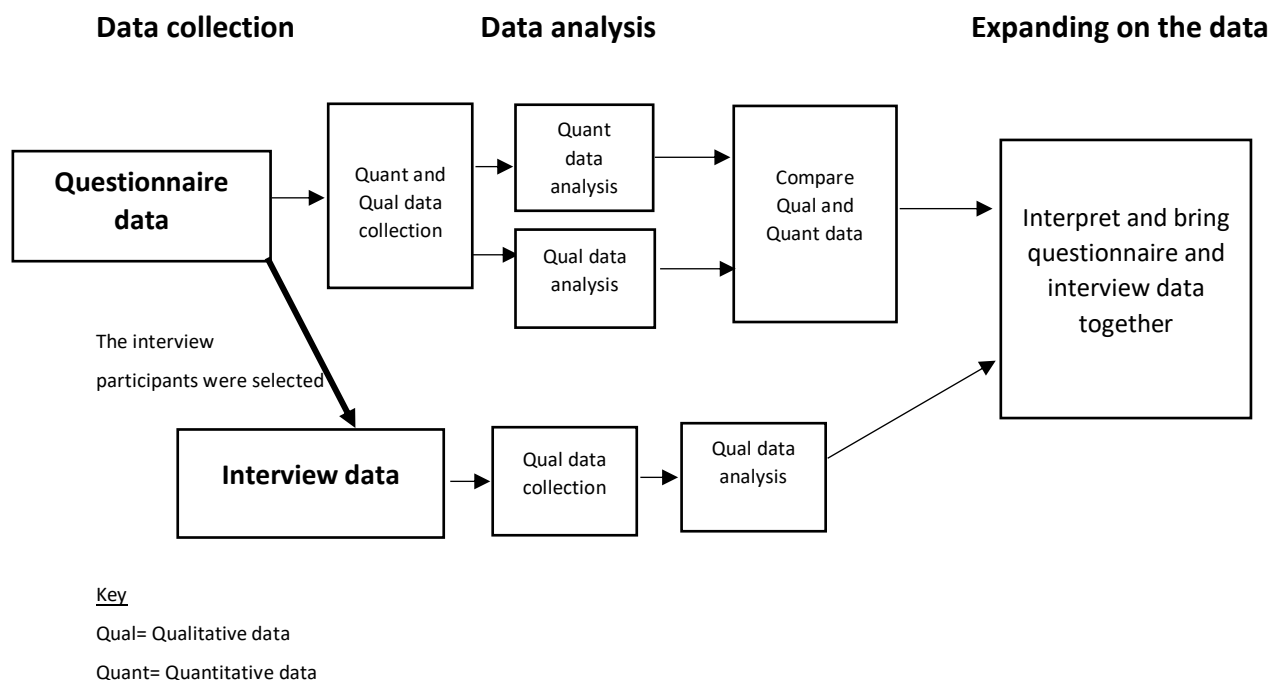 Data collection
Data analysis
Expanding on the data
Questionnaire
data
Quant and
Qual data
collection
Quant
data
analysis
Qual data
analysis
Compare
Qual and
Quant data
Interpret and bring
questionnaire and
interview data
together
The interview
participants were selected
Interview data
Qual data
collection
Qual data
analysis
Key
Qual= Qualitative data
Quant= Quantitative data